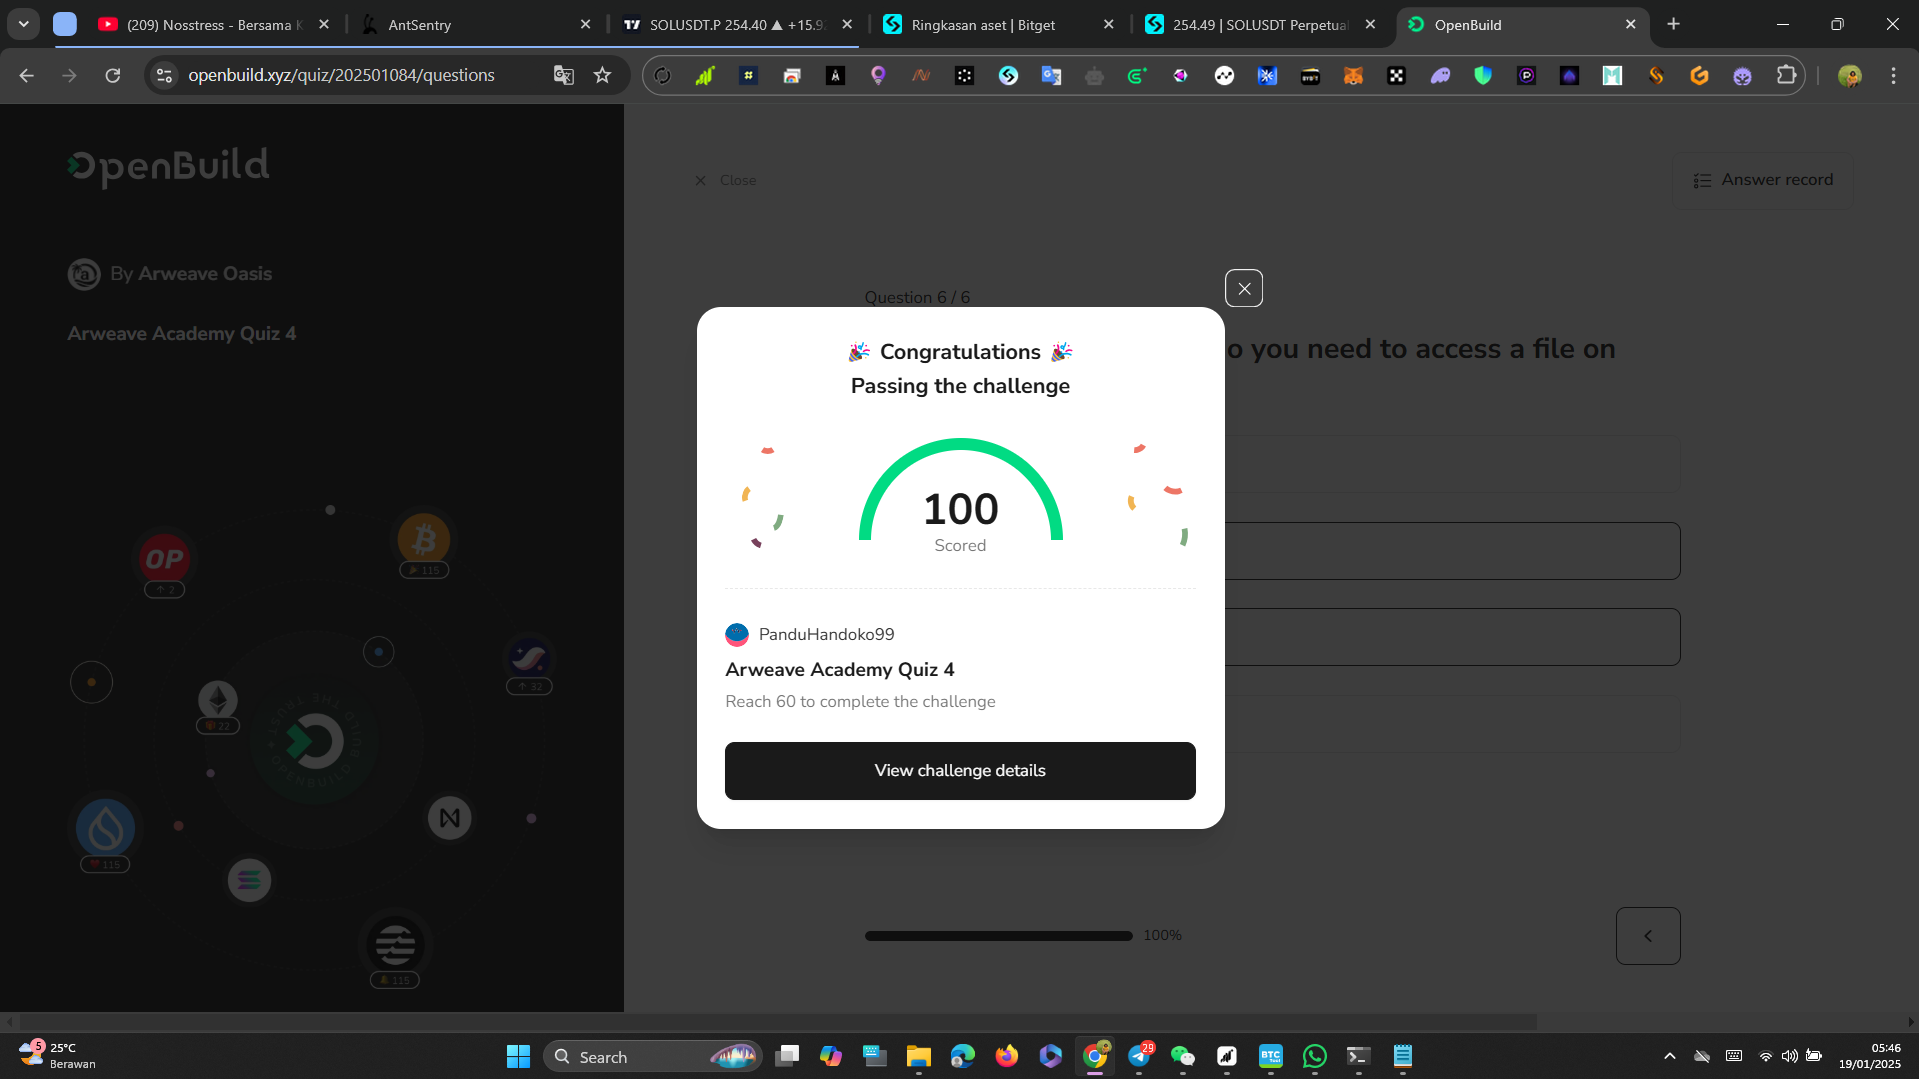 (209) Nosstress - Bersama K
AntSentry
SOLUSDT.P 254.40 ▲ +15.9
Ringkasan aset | Bitget
254.49 | SOLUSDT Perpetual
OpenBuild
openbuild.xyz/quiz/202501084/questions
OpenBuild
Close
Answer record
By Arweave Oasis
Arweave Academy Quiz 4
Question 6 / 6
o you need to access a file on
🎉 Congratulations 🎉
Passing the challenge
100
Scored
PanduHandoko99
Arweave Academy Quiz 4
Reach 60 to complete the challenge
View challenge details
OP
↑ 2
115
↑ 32
22
115
115
100%
5
25°C
Berawan
Search
29
BTC
05:46
19/01/2025